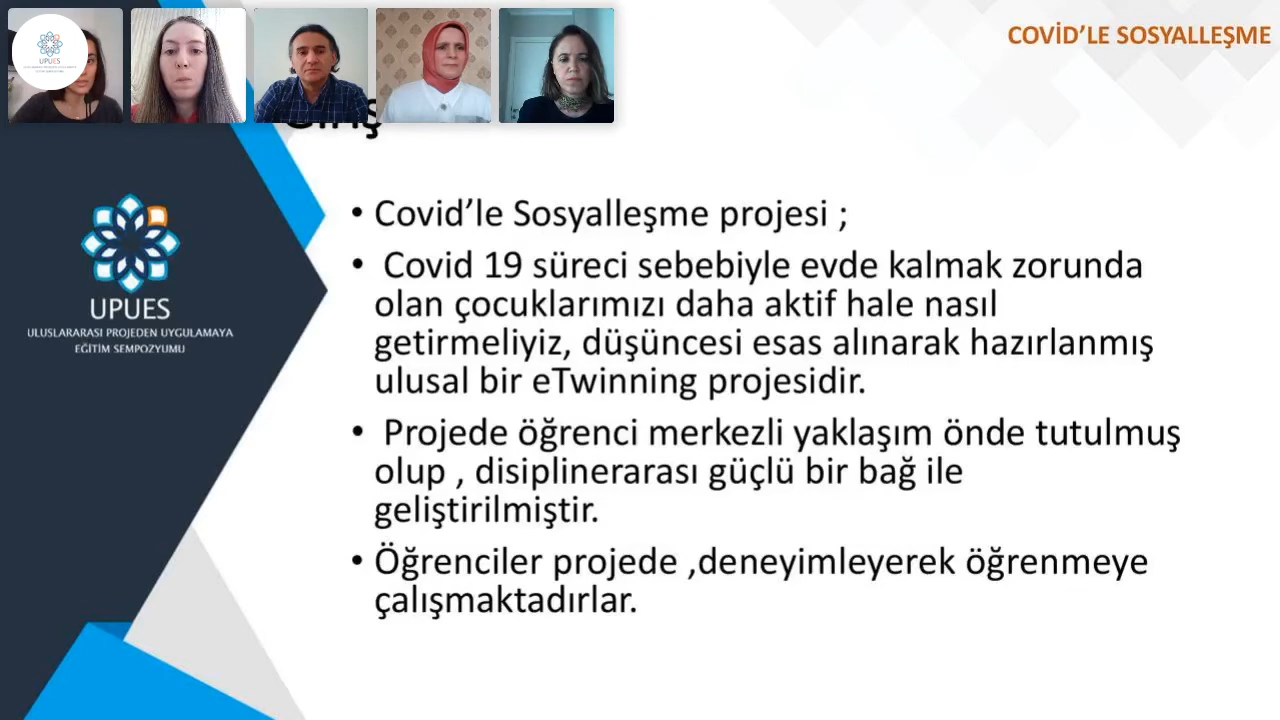 COVİD’LE SOSYALLEŞME
UPUES
Giriş
• Covid’le Sosyalleşme projesi ;
• Covid 19 süreci sebebiyle evde kalmak zorunda
olan çocuklarımızı daha aktif hale nasıl
getirmeliyiz, düşüncesi esas alınarak hazırlanmış
ulusal bir eTwinning projesidir.
• Projede öğrenci merkezli yaklaşım önde tutulmuş
olup , disiplinerarası güçlü bir bağ ile
geliştirilmiştir.
• Öğrenciler projede ,deneyimleyerek öğrenmeye
çalışmaktadırlar.
UPUES
ULUSLARARASI PROJEDEN UYGULAMAYA
EĞİTİM SEMPOZYUMU